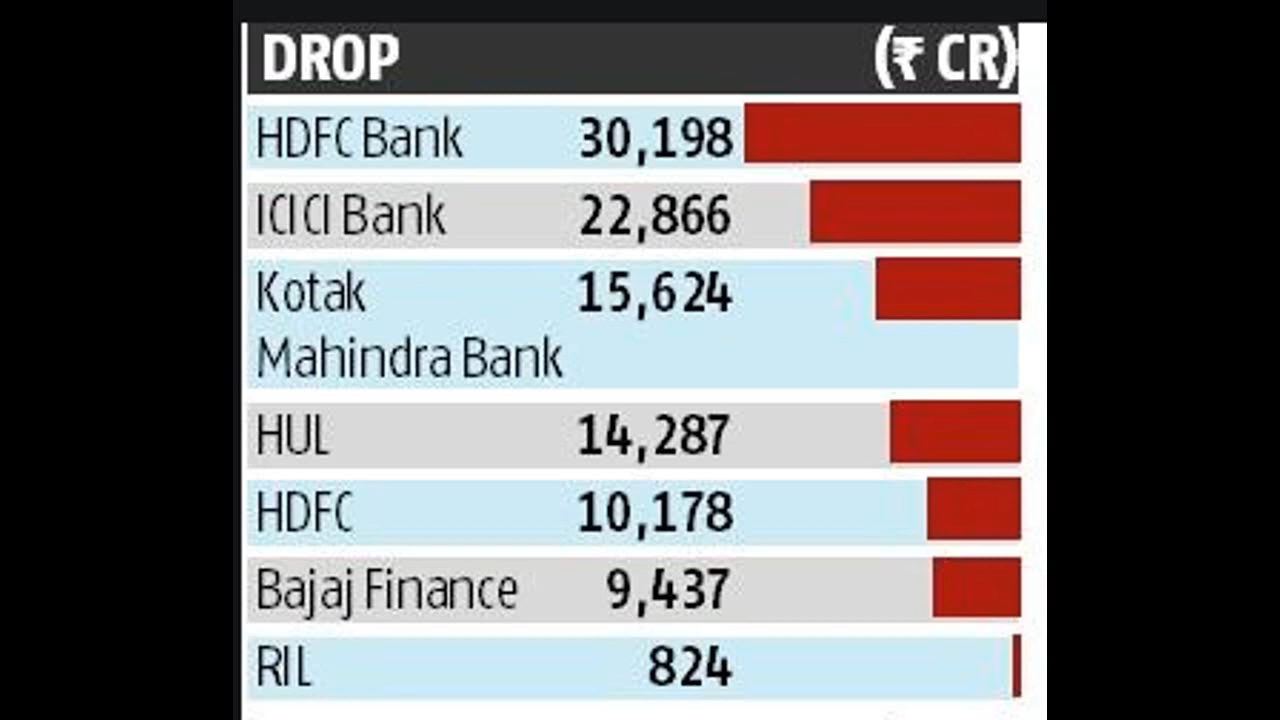 DROP (₹ CR)
HDFC Bank 30,198
ICICI Bank 22,866
Kotak 15,624
Mahindra Bank
HUL 14,287
HDFC 10,178
Bajaj Finance 9,437
RIL 824